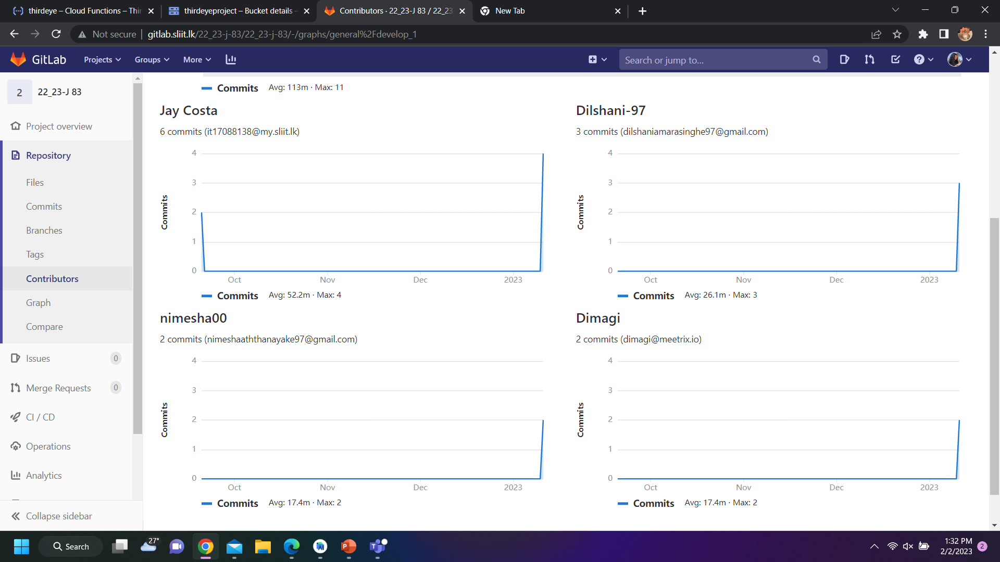 thirdeye – Cloud Functions – Thir
thirdeyeproject – Bucket details –
Contributors · 22_23-J 83 / 22_23
New Tab
Not secure
gitlab.sliit.lk/22_23-j-83/22_23-j-83/-/graphs/general%2Fdevelop_1
GitLab
Projects
Groups
More
Search or jump to...
2
22_23-J 83
Project overview
Repository
Files
Commits
Branches
Tags
Contributors
Graph
Compare
Issues
0
Merge Requests
0
CI / CD
Operations
Analytics
Collapse sidebar
Commits Avg: 113m · Max: 11
Jay Costa
6 commits (it17088138@my.sliit.lk)
4
3
2
1
0
Commits
Oct Nov Dec 2023
Commits Avg: 52.2m · Max: 4
Dilshani-97
3 commits (dilshaniamarasinghe97@gmail.com)
4
3
2
1
0
Commits
Oct Nov Dec 2023
Commits Avg: 26.1m · Max: 3
nimesha00
2 commits (nimeshaaththanayake97@gmail.com)
4
3
2
1
0
Commits
Oct Nov Dec 2023
Commits Avg: 17.4m · Max: 2
Dimagi
2 commits (dimagi@meetrix.io)
4
3
2
1
0
Commits
Oct Nov Dec 2023
Commits Avg: 17.4m · Max: 2
Search
27°
1:32 PM
2/2/2023
2